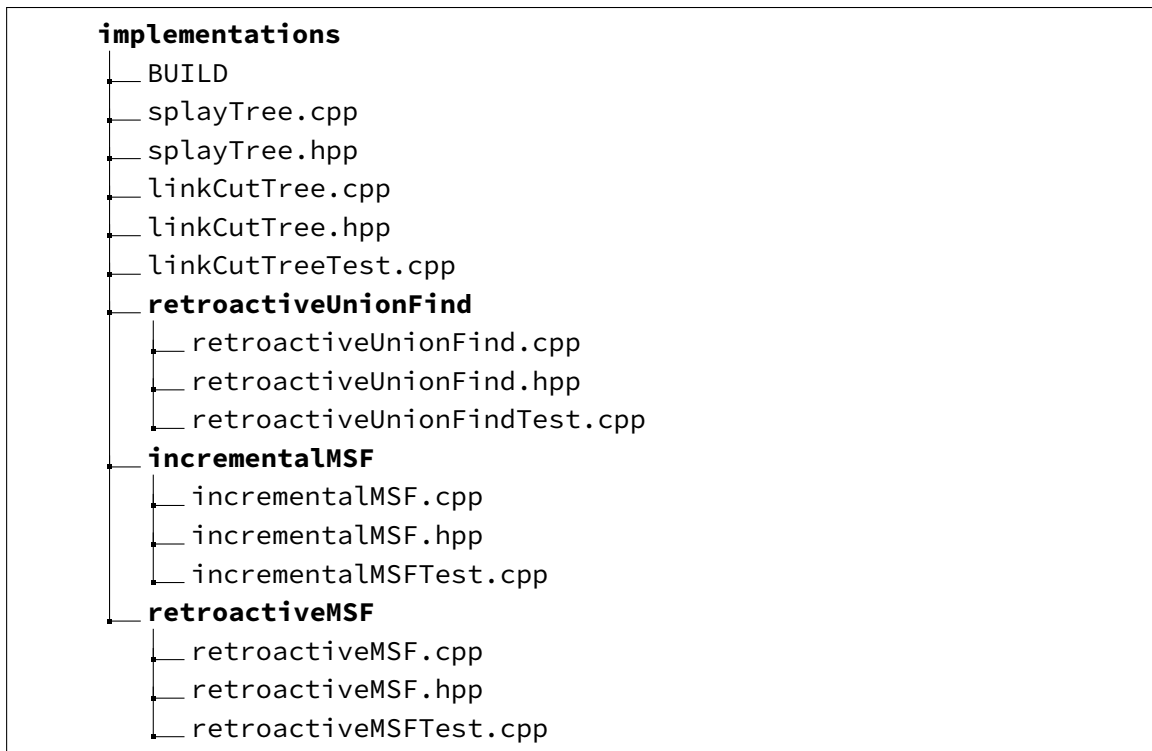 implementations
BUILD
splayTree.cpp
splayTree.hpp
linkCutTree.cpp
linkCutTree.hpp
linkCutTreeTest.cpp
retroactiveUnionFind
retroactiveUnionFind.cpp
retroactiveUnionFind.hpp
retroactiveUnionFindTest.cpp
incrementalMSF
incrementalMSF.cpp
incrementalMSF.hpp
incrementalMSFTest.cpp
retroactiveMSF
retroactiveMSF.cpp
retroactiveMSF.hpp
retroactiveMSFTest.cpp